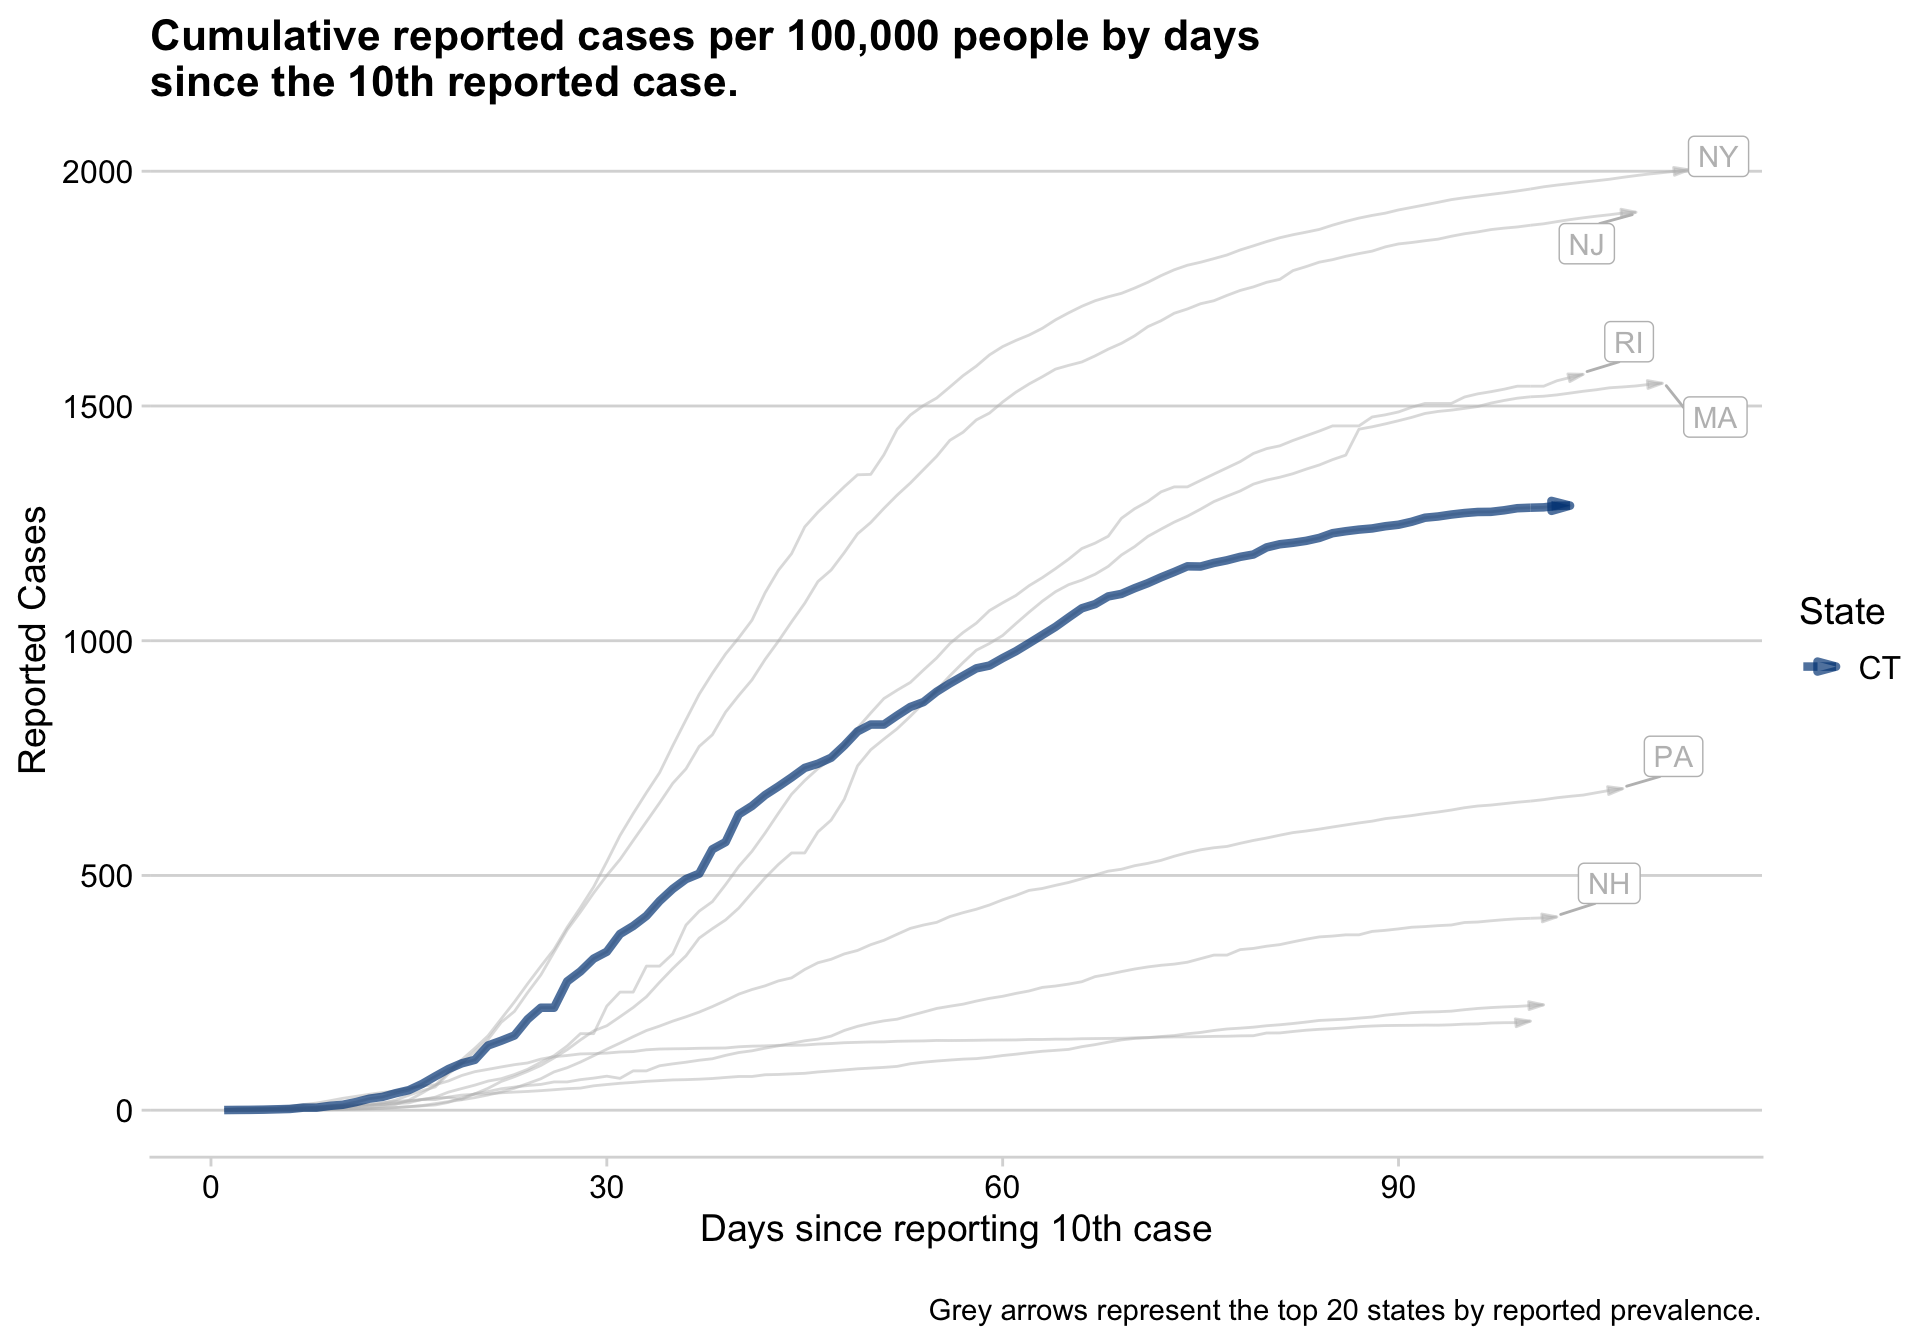 Cumulative reported cases per 100,000 people by days
since the 10th reported case.
2000
1500
1000
500
0
Reported Cases
NY
NJ
RI
MA
PA
NH
State
CT
0 30 60 90
Days since reporting 10th case
Grey arrows represent the top 20 states by reported prevalence.